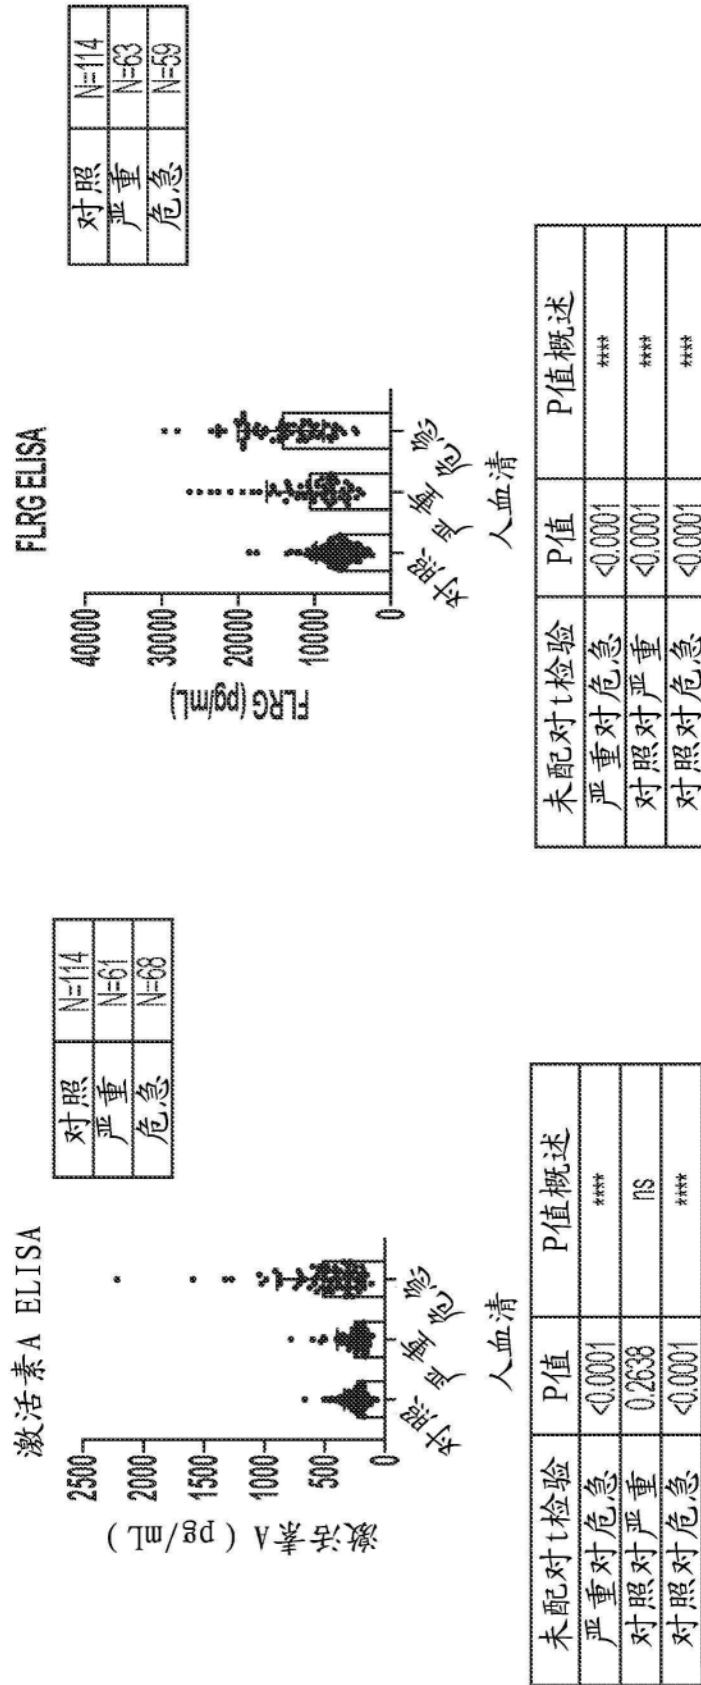 激活素A ELISA
激活素A (pg/mL)
2500
2000
1500
1000
500
0
对照 严重 危急
人血清
对照 N=114
严重 N=61
危急 N=68
未配对t检验 P值 P值概述
严重对危急 <0.0001 ****
对照对严重 0.2638 ns
对照对危急 <0.0001 ****
FLRG ELISA
FLRG (pg/mL)
40000
30000
20000
10000
0
对照 严重 危急
人血清
对照 N=114
严重 N=63
危急 N=59
未配对t检验 P值 P值概述
严重对危急 <0.0001 ****
对照对严重 <0.0001 ****
对照对危急 <0.0001 ****